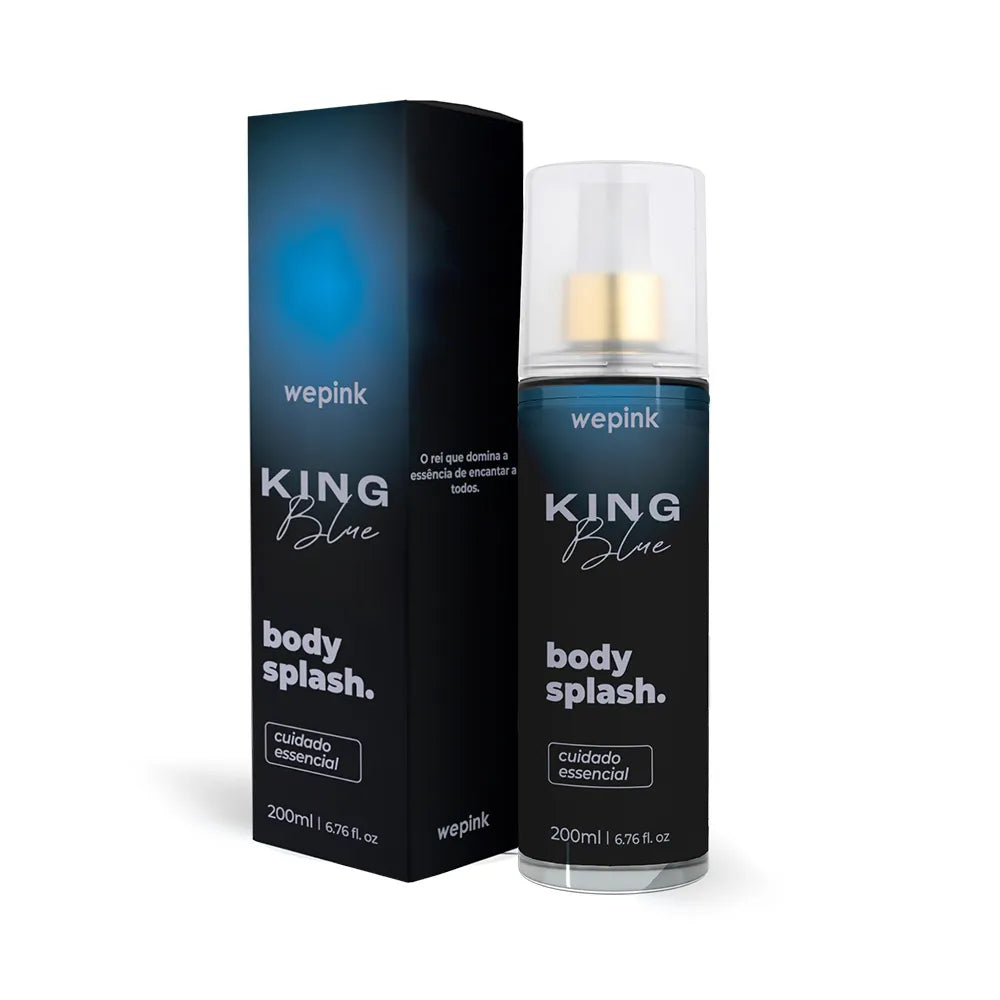 wepink
KING
Blue
body
splash.
cuidado
essencial
200ml | 6.76 fl. oz
O rei que domina a
essência de encantar a
todos.
wepink
wepink
KING
Blue
body
splash.
cuidado
essencial
200ml | 6.76 fl. oz